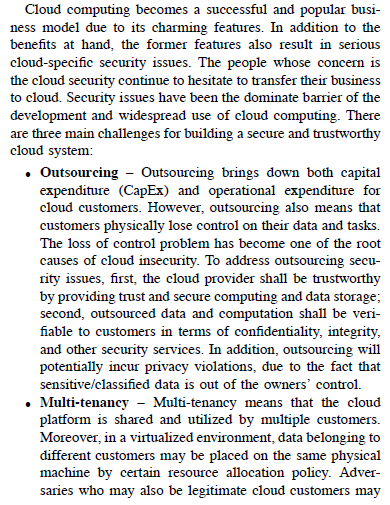 Cloud computing becomes a successful and popular busi-
ness model due to its charming features. In addition to the
benefits at hand, the former features also result in serious
cloud-specific security issues. The people whose concern is
the cloud security continue to hesitate to transfer their business
to cloud. Security issues have been the dominate barrier of the
development and widespread use of cloud computing. There
are three main challenges for building a secure and trustworthy
cloud system:
• Outsourcing – Outsourcing brings down both capital
expenditure (CapEx) and operational expenditure for
cloud customers. However, outsourcing also means that
customers physically lose control on their data and tasks.
The loss of control problem has become one of the root
causes of cloud insecurity. To address outsourcing secu-
rity issues, first, the cloud provider shall be trustworthy
by providing trust and secure computing and data storage;
second, outsourced data and computation shall be veri-
fiable to customers in terms of confidentiality, integrity,
and other security services. In addition, outsourcing will
potentially incur privacy violations, due to the fact that
sensitive/classified data is out of the owners' control.
• Multi-tenancy – Multi-tenancy means that the cloud
platform is shared and utilized by multiple customers.
Moreover, in a virtualized environment, data belonging to
different customers may be placed on the same physical
machine by certain resource allocation policy. Adver-
saries who may also be legitimate cloud customers may